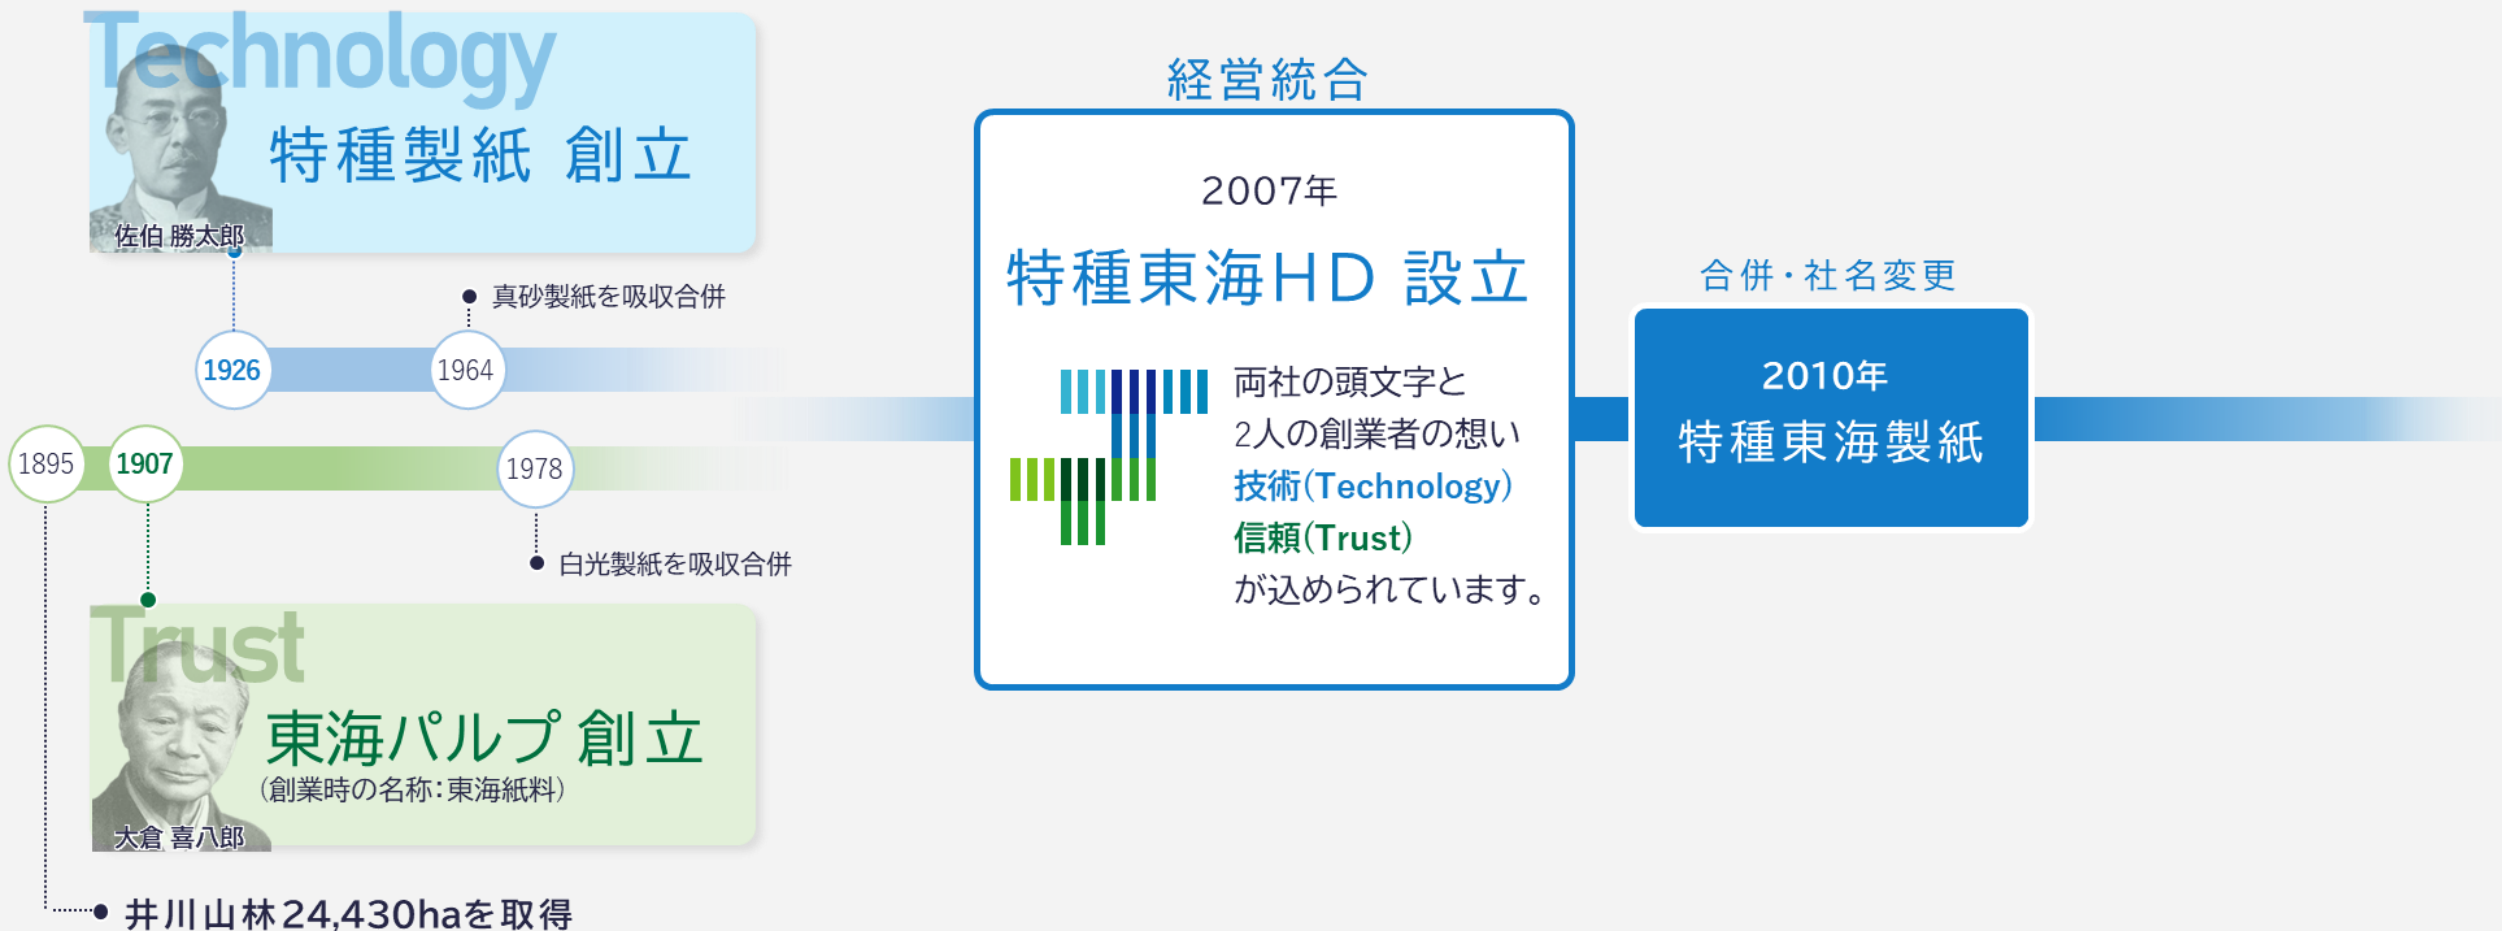 Technology
特種製紙 創立
佐伯 勝太郎
真砂製紙を吸収合併
1926
1964
1895
1907
1978
白光製紙を吸収合併
Trust
東海パルプ 創立
(創業時の名称：東海紙料)
大倉 喜八郎
井川山林24,430haを取得
経営統合
2007年
特種東海HD 設立
両社の頭文字と
2人の創業者の想い
技術(Technology)
信頼(Trust)
が込められています。
合併・社名変更
2010年
特種東海製紙